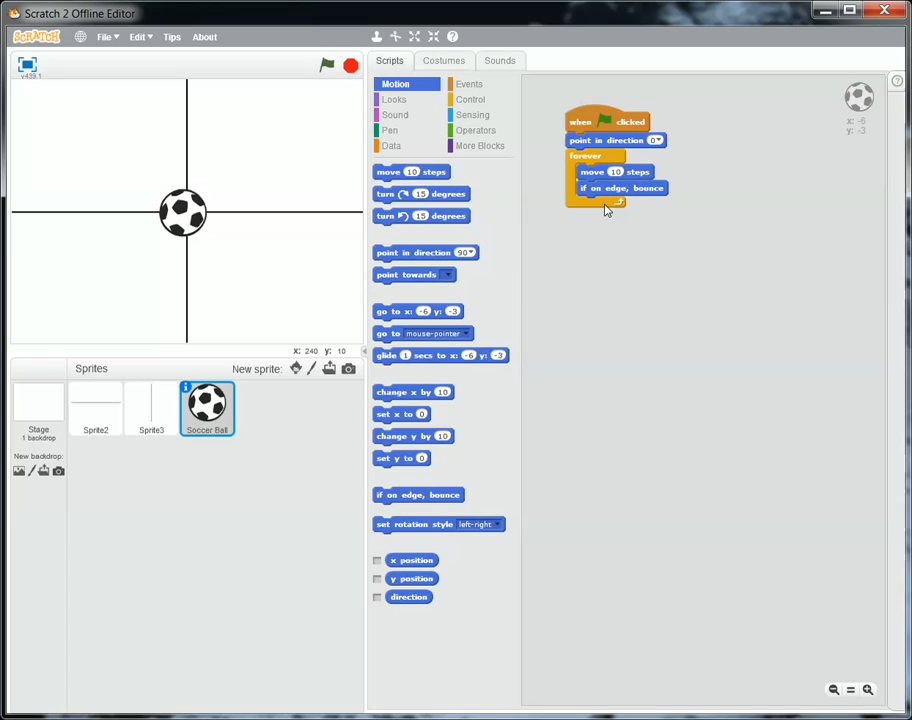 Scratch 2 Offline Editor
SCRATCH File Edit Tips About
v439.1
Scripts Costumes Sounds
Motion Events
Looks Control
Sound Sensing
Pen Operators
Data More Blocks
move 10 steps
turn 15 degrees
turn 15 degrees
point in direction 90
point towards
go to x: -6 y: -3
go to mouse-pointer
glide 1 secs to x: -6 y: -3
change x by 10
set x to 0
change y by 10
set y to 0
if on edge, bounce
set rotation style left-right
x position
y position
direction
when clicked
point in direction 0
forever
move 10 steps
if on edge, bounce
x: -6
y: -3
x: 240 y: 10
Sprites New sprite:
Stage
1 backdrop
New backdrop:
Sprite2 Sprite3 Soccer Ball